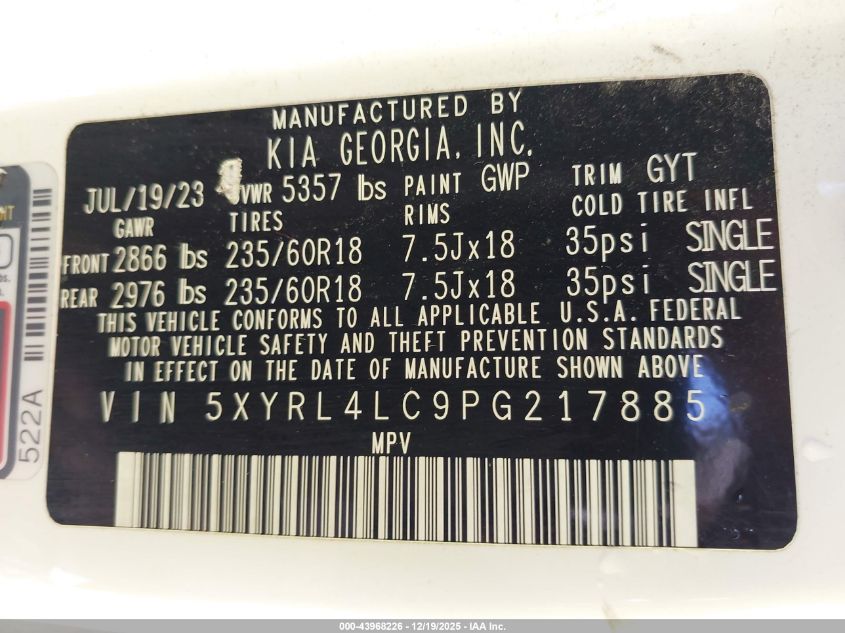 MANUFACTURED BY
KIA GEORGIA, INC.
JUL/19/23 VWR 5357 lbs PAINT GWP TRIM GYT
GAWR TIRES RIMS COLD TIRE INFL
FRONT 2866 lbs 235/60R18 7.5Jx18 35psi SINGLE
REAR 2976 lbs 235/60R18 7.5Jx18 35psi SINGLE
THIS VEHICLE CONFORMS TO ALL APPLICABLE U.S.A. FEDERAL
MOTOR VEHICLE SAFETY AND THEFT PREVENTION STANDARDS
IN EFFECT ON THE DATE OF MANUFACTURE SHOWN ABOVE
VIN 5XYRL4LC9PG217885
MPV
522A
000-43968226 - 12/19/2025 - IAA Inc.